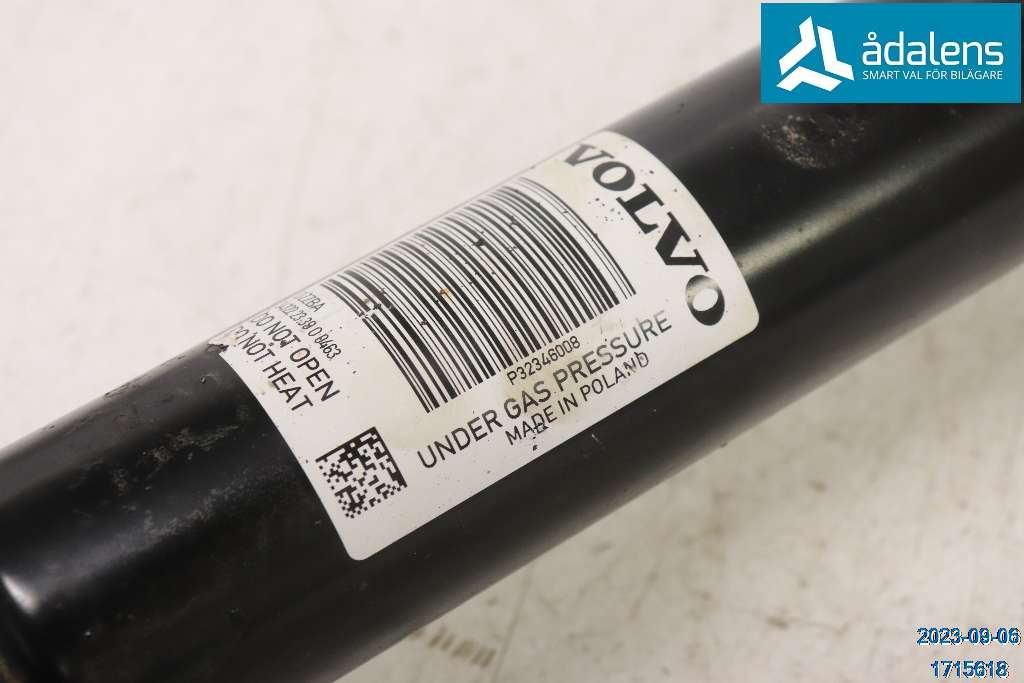 ådalens
SMART VAL FÖR BILÄGARE
VOLVO
P32346008
UNDER GAS PRESSURE
MADE IN POLAND
DO NOT OPEN
DO NOT HEAT
2023-09-06
1715618